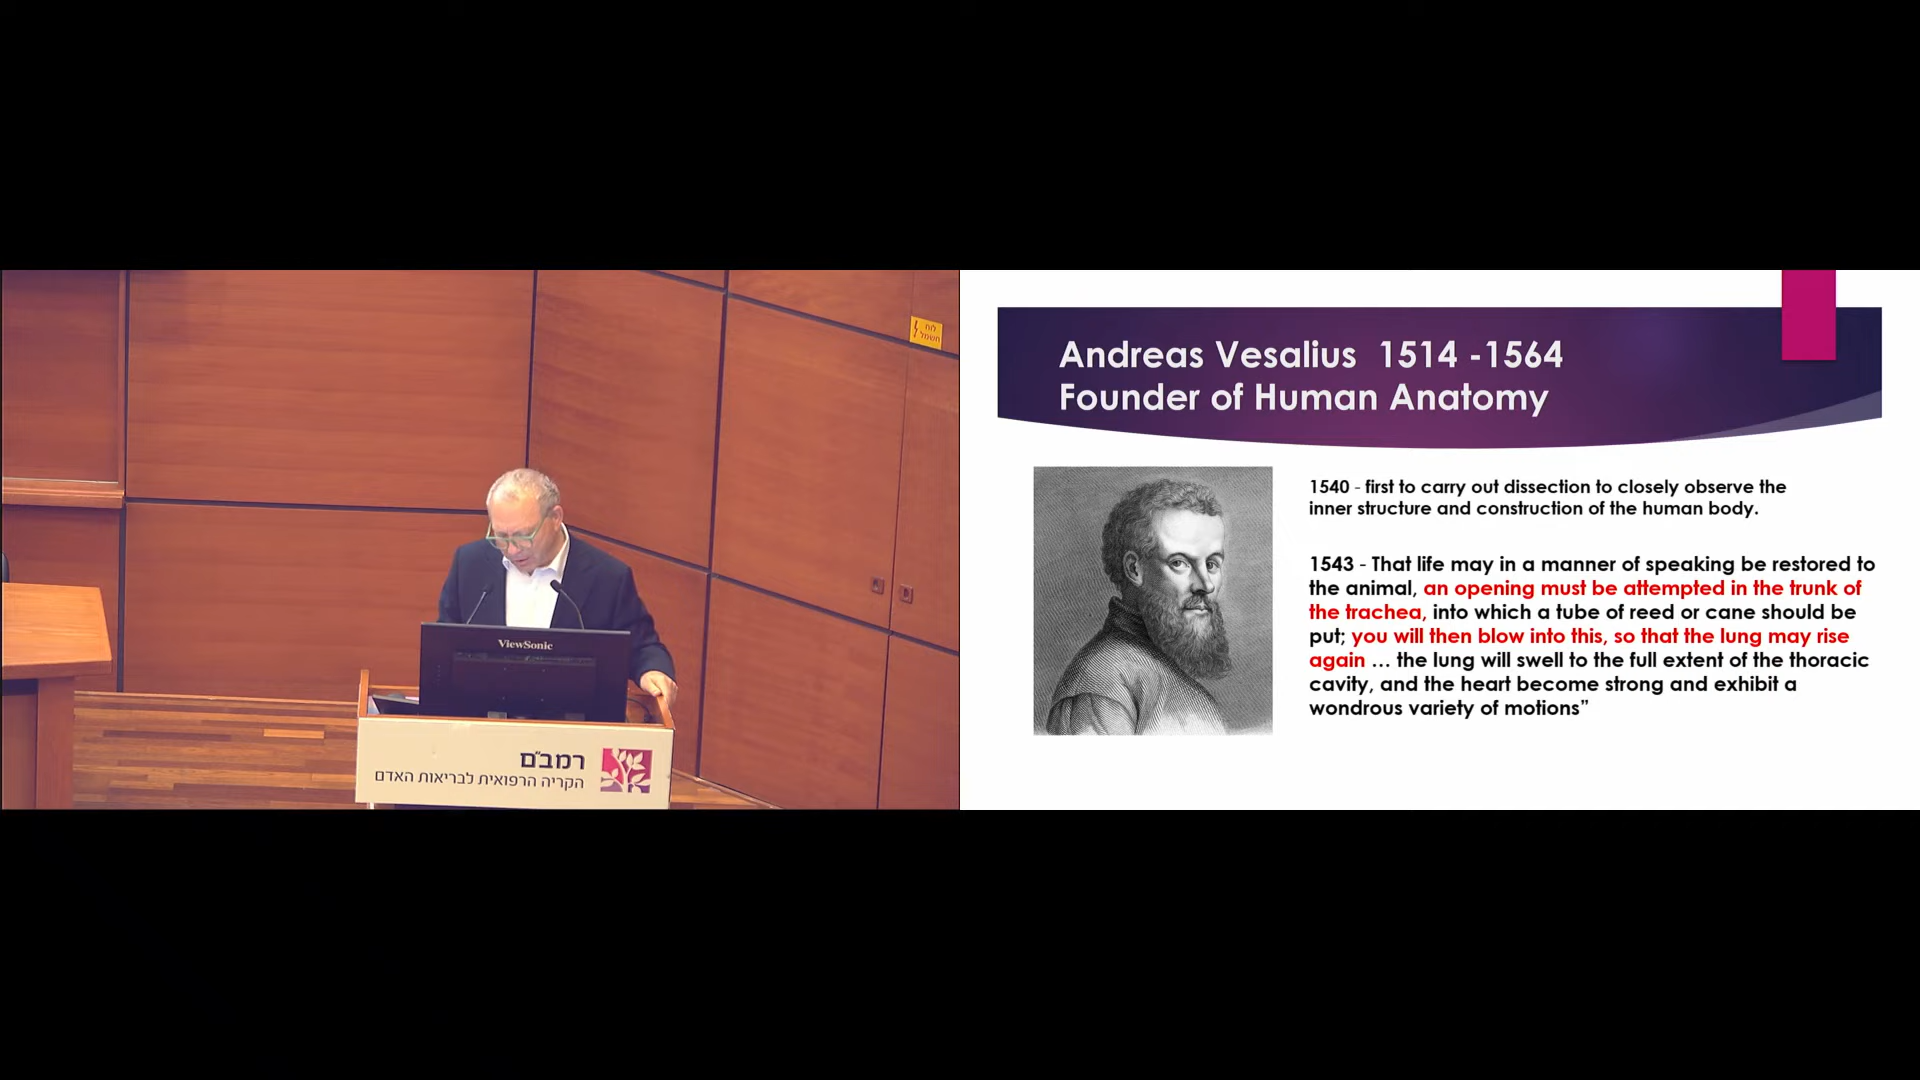 לוח
חשמל
ViewSonic
רמב"ם
הקריה הרפואית לבריאות האדם
Andreas Vesalius 1514 -1564
Founder of Human Anatomy
1540 - first to carry out dissection to closely observe the
inner structure and construction of the human body.
1543 - That life may in a manner of speaking be restored to
the animal, an opening must be attempted in the trunk of
the trachea, into which a tube of reed or cane should be
put; you will then blow into this, so that the lung may rise
again … the lung will swell to the full extent of the thoracic
cavity, and the heart become strong and exhibit a
wondrous variety of motions”